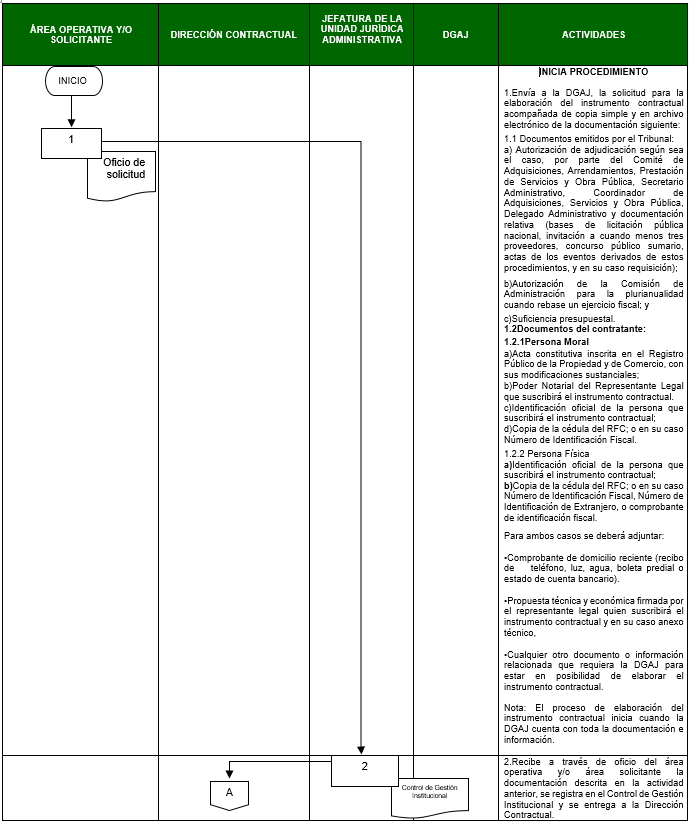 ÁREA OPERATIVA Y/O
SOLICITANTE
DIRECCIÓN CONTRACTUAL
JEFATURA DE LA
UNIDAD JURÌDICA
ADMINISTRATIVA
DGAJ
ACTIVIDADES
INICIO
1
Oficio de
solicitud
INICIA PROCEDIMIENTO
1.Envía a la DGAJ, la solicitud para la
elaboración del instrumento contractual
acompañada de copia simple y en archivo
electrónico de la documentación siguiente:
1.1 Documentos emitidos por el Tribunal:
a) Autorización de adjudicación según sea
el caso, por parte del Comité de
Adquisiciones, Arrendamientos, Prestación
de Servicios y Obra Pública, Secretario
Administrativo, Coordinador de
Adquisiciones, Servicios y Obra Pública,
Delegado Administrativo y documentación
relativa (bases de licitación pública
nacional, invitación a cuando menos tres
proveedores, concurso público sumario,
actas de los eventos derivados de estos
procedimientos, y en su caso requisición);
b)Autorización de la Comisión de
Administración para la plurianualidad
cuando rebase un ejercicio fiscal; y
c)Suficiencia presupuestal.
1.2Documentos del contratante:
1.2.1Persona Moral
a)Acta constitutiva inscrita en el Registro
Público de la Propiedad y de Comercio, con
sus modificaciones sustanciales;
b)Poder Notarial del Representante Legal
que suscribirá el instrumento contractual.
c)Identificación oficial de la persona que
suscribirá el instrumento contractual;
d)Copia de la cédula del RFC; o en su caso
Número de Identificación Fiscal.
1.2.2 Persona Física
a)Identificación oficial de la persona que
suscribirá el instrumento contractual;
b)Copia de la cédula del RFC; o en su caso
Número de Identificación Fiscal, Número de
Identificación de Extranjero, o comprobante
de identificación fiscal.
Para ambos casos se deberá adjuntar:
•Comprobante de domicilio reciente (recibo
de teléfono, luz, agua, boleta predial o
estado de cuenta bancario).
•Propuesta técnica y económica firmada por
el representante legal quien suscribirá el
instrumento contractual y en su caso anexo
técnico,
•Cualquier otro documento o información
relacionada que requiera la DGAJ para
estar en posibilidad de elaborar el
instrumento contractual.
Nota: El proceso de elaboración del
instrumento contractual inicia cuando la
DGAJ cuenta con toda la documentación e
información.
A
2
Control de Gestión
Institucional
2.Recibe a través de oficio del área
operativa y/o área solicitante la
documentación descrita en la actividad
anterior, se registra en el Control de Gestión
Institucional y se entrega a la Dirección
Contractual.